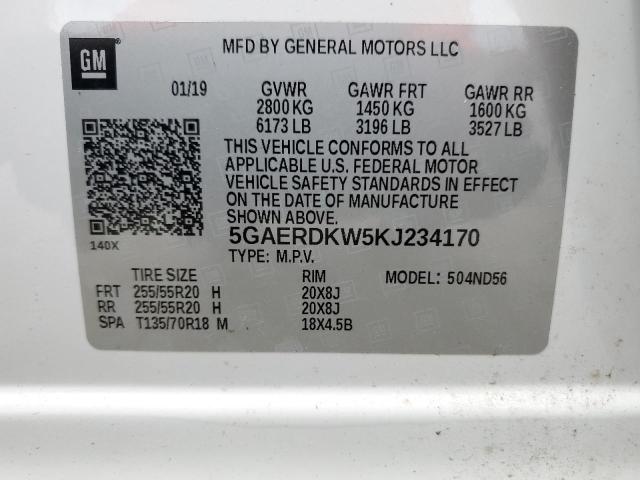 GM
MFD BY GENERAL MOTORS LLC
01/19 GVWR GAWR FRT GAWR RR
2800 KG 1450 KG 1600 KG
6173 LB 3196 LB 3527 LB
THIS VEHICLE CONFORMS TO ALL
APPLICABLE U.S. FEDERAL MOTOR
VEHICLE SAFETY STANDARDS IN EFFECT
ON THE DATE OF MANUFACTURE
SHOWN ABOVE.
140X
5GAERDKW5KJ234170
TYPE: M.P.V.
TIRE SIZE RIM MODEL: 504ND56
FRT 255/55R20 H 20X8J
RR 255/55R20 H 20X8J
SPA T135/70R18 M 18X4.5B